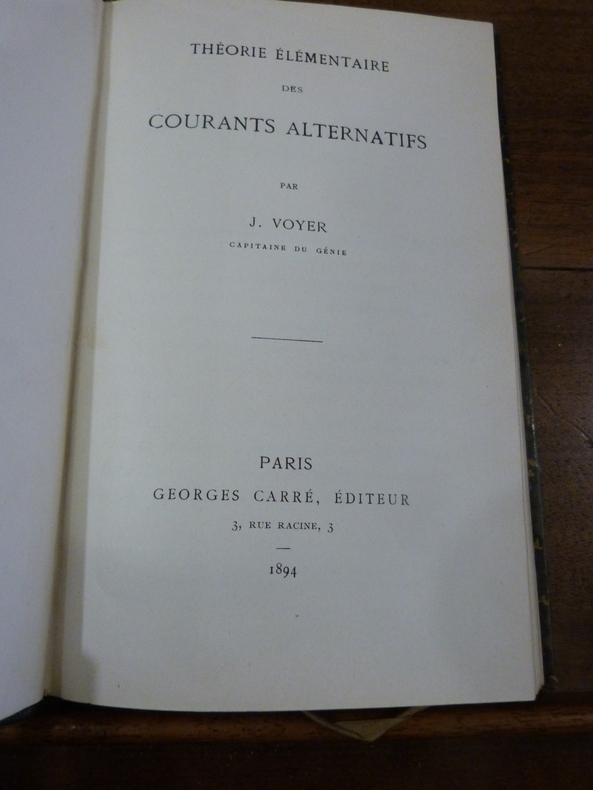 THÉORIE ÉLÉMENTAIRE
DES
COURANTS ALTERNATIFS
PAR
J. VOYER
CAPITAINE DU GÉNIE
PARIS
GEORGES CARRÉ, ÉDITEUR
3, RUE RACINE, 3
1894